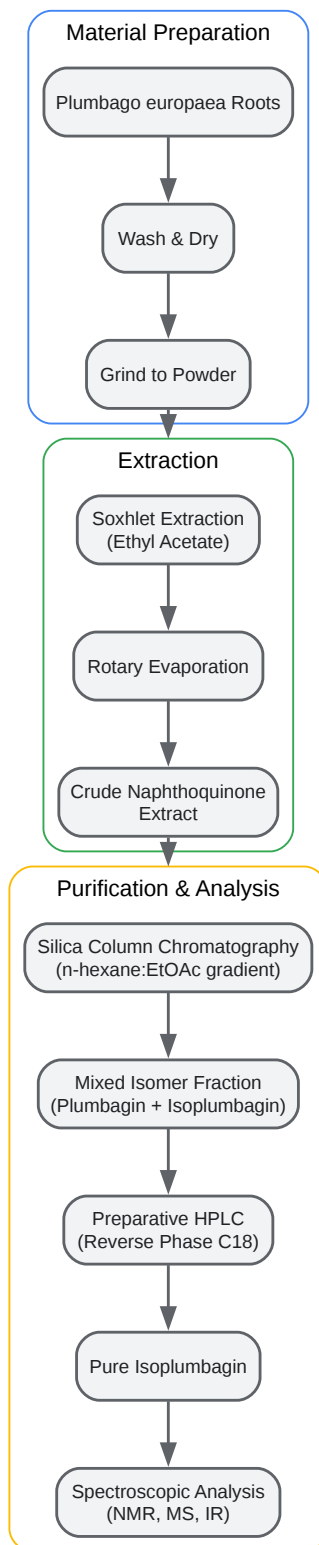 Material Preparation
Plumbago europaea Roots
Wash & Dry
Grind to Powder
Extraction
Soxhlet Extraction
(Ethyl Acetate)
Rotary Evaporation
Crude Naphthoquinone
Extract
Purification & Analysis
Silica Column Chromatography
(n-hexane:EtOAc gradient)
Mixed Isomer Fraction
(Plumbagin + Isoplumbagin)
Preparative HPLC
(Reverse Phase C18)
Pure Isoplumbagin
Spectroscopic Analysis
(NMR, MS, IR)